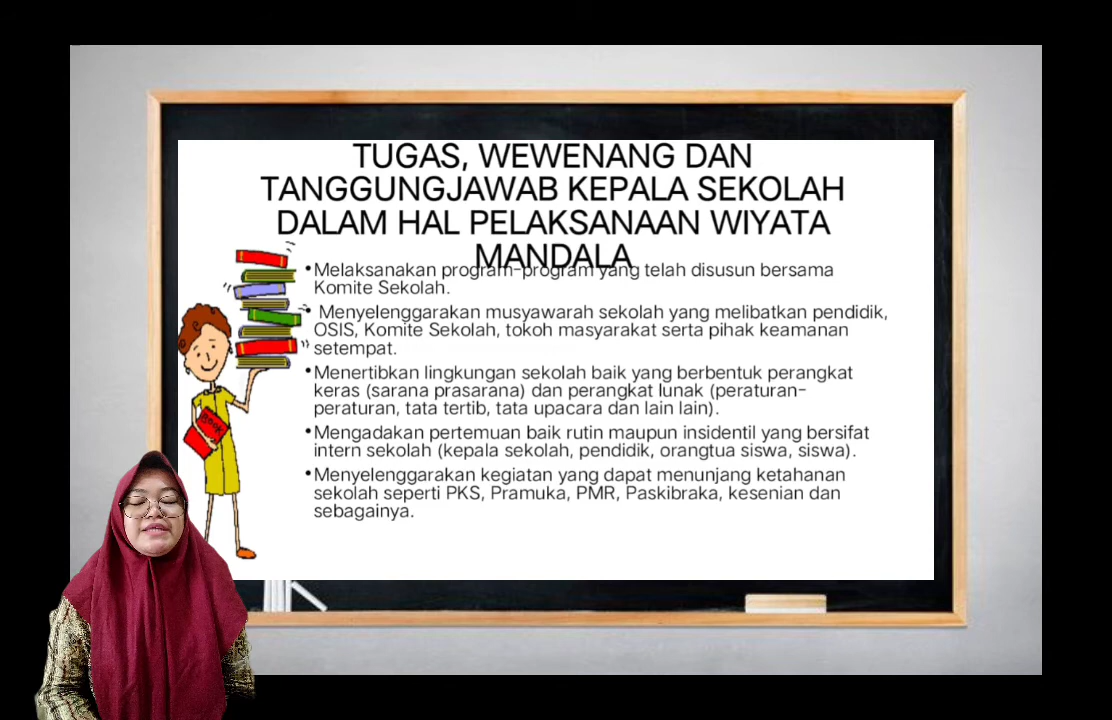 TUGAS, WEWENANG DAN
TANGGUNGJAWAB KEPALA SEKOLAH
DALAM HAL PELAKSANAAN WIYATA
MANDALA
•Melaksanakan program-program yang telah disusun bersama
Komite Sekolah.
• Menyelenggarakan musyawarah sekolah yang melibatkan pendidik,
OSIS, Komite Sekolah, tokoh masyarakat serta pihak keamanan
setempat.
•Menertibkan lingkungan sekolah baik yang berbentuk perangkat
keras (sarana prasarana) dan perangkat lunak (peraturan-
peraturan, tata tertib, tata upacara dan lain lain).
•Mengadakan pertemuan baik rutin maupun insidentil yang bersifat
intern sekolah (kepala sekolah, pendidik, orangtua siswa, siswa).
•Menyelenggarakan kegiatan yang dapat menunjang ketahanan
sekolah seperti PKS, Pramuka, PMR, Paskibraka, kesenian dan
sebagainya.
BOOK